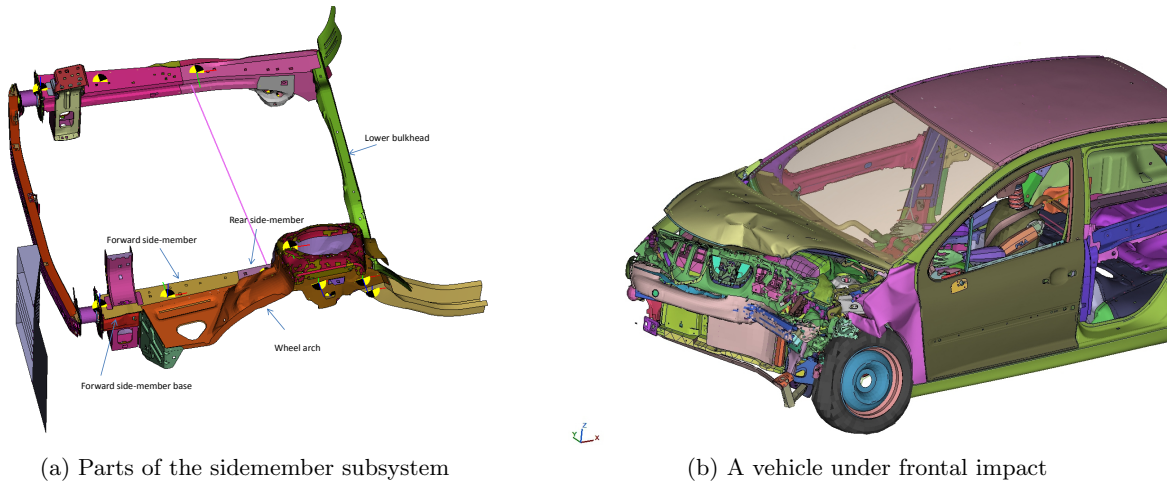 Lower bulkhead
Rear side-member
Forward side-member
Wheel arch
Forward side-member base
Z
Y
X
(a) Parts of the sidemember subsystem
(b) A vehicle under frontal impact